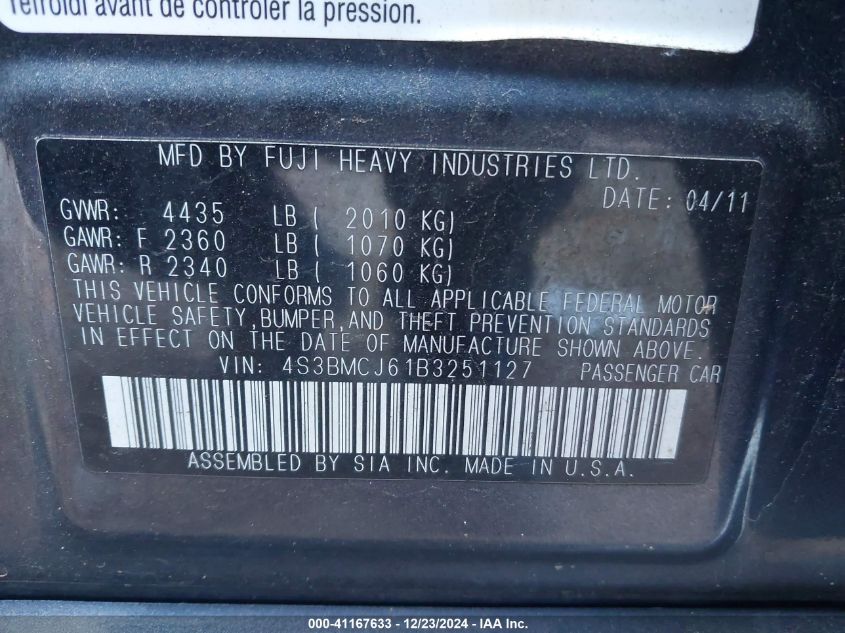 refroidi avant de contrôler la pression.
MFD BY FUJI HEAVY INDUSTRIES LTD.
DATE: 04/11
GVWR: 4435 LB ( 2010 KG)
GAWR: F 2360 LB ( 1070 KG)
GAWR: R 2340 LB ( 1060 KG)
THIS VEHICLE CONFORMS TO ALL APPLICABLE FEDERAL MOTOR
VEHICLE SAFETY,BUMPER,AND THEFT PREVENTION STANDARDS
IN EFFECT ON THE DATE OF MANUFACTURE SHOWN ABOVE.
VIN: 4S3BMCJ61B3251127 PASSENGER CAR
ASSEMBLED BY SIA INC. MADE IN U.S.A.
000-41167633 - 12/23/2024 - IAA Inc.